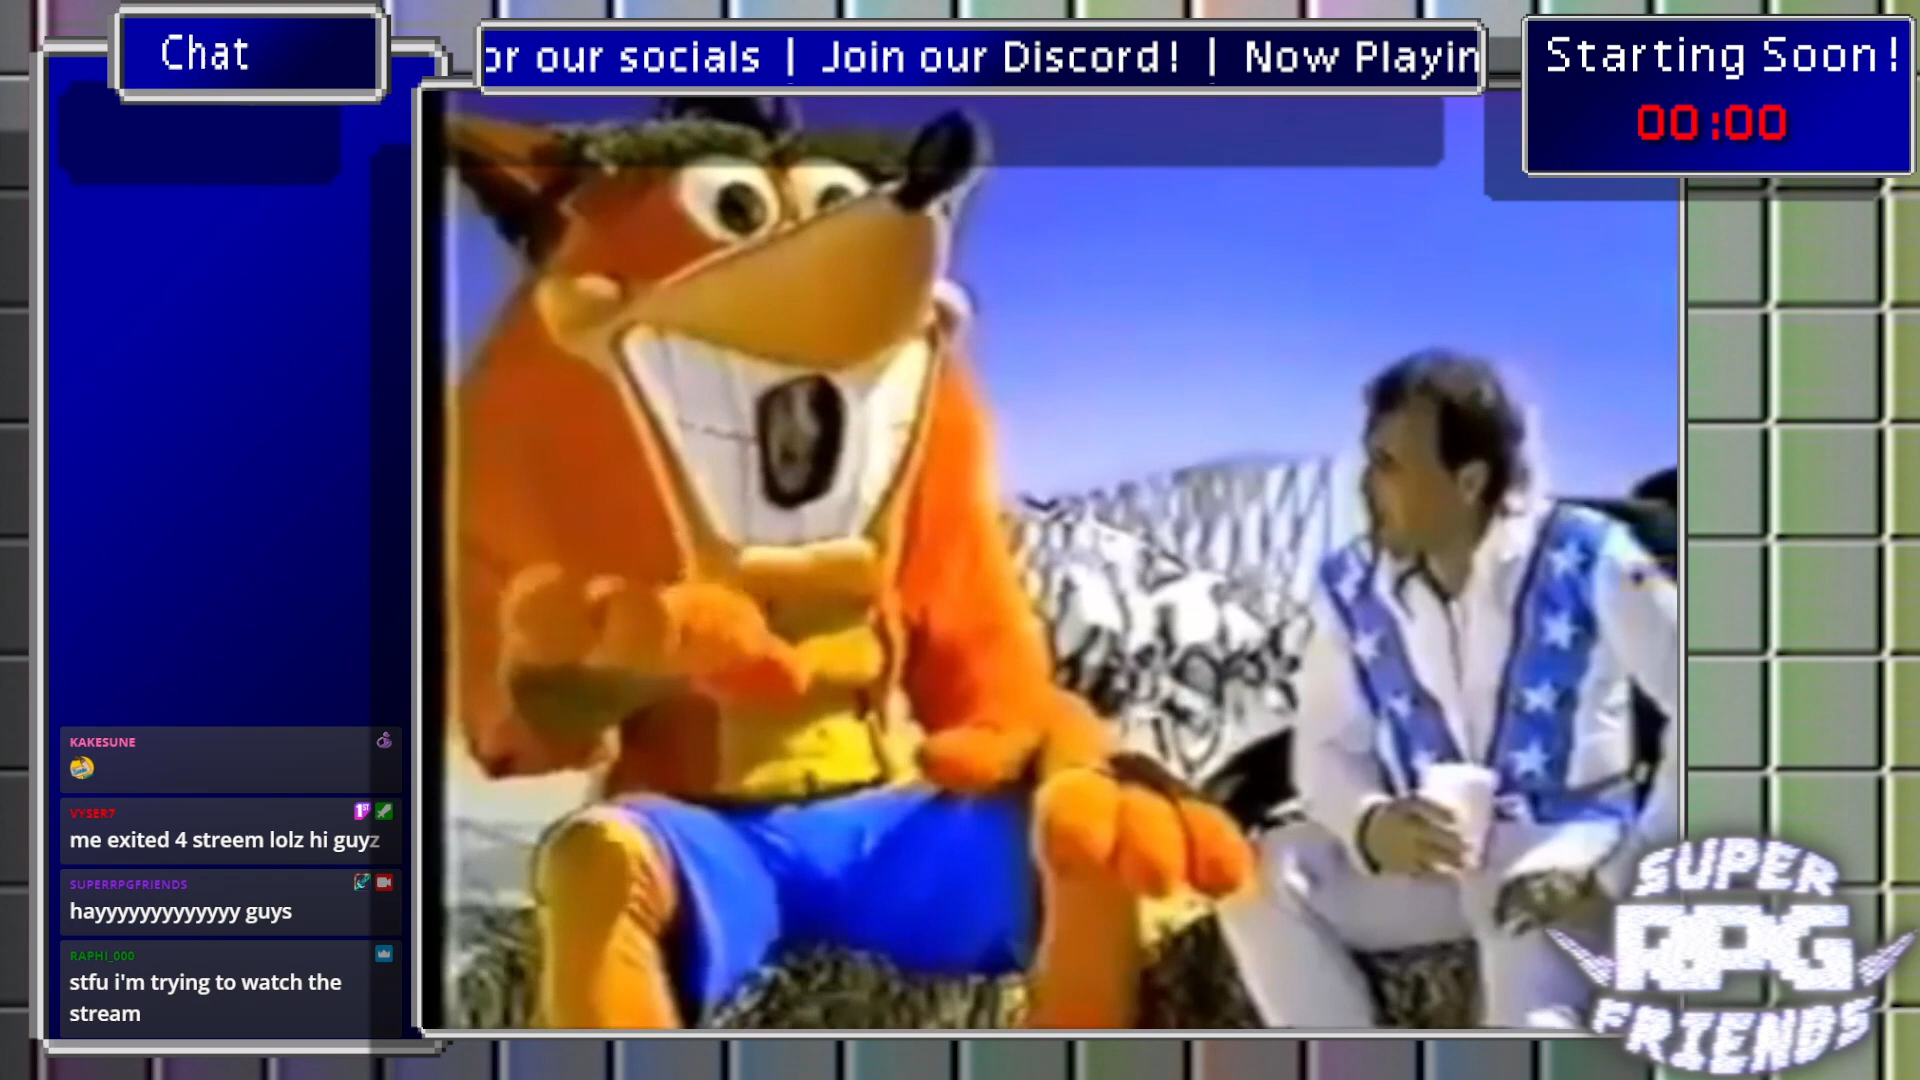 Chat
or our socials | Join our Discord! | Now Playin
Starting Soon!
00:00
KAKESUNE
VYSER7
me exited 4 streem lolz hi guyz
SUPERRPGFRIENDS
hayyyyyyyyyyyyy guys
RAPHI_000
stfu i'm trying to watch the
stream
SUPER
RPG
FRIENDS